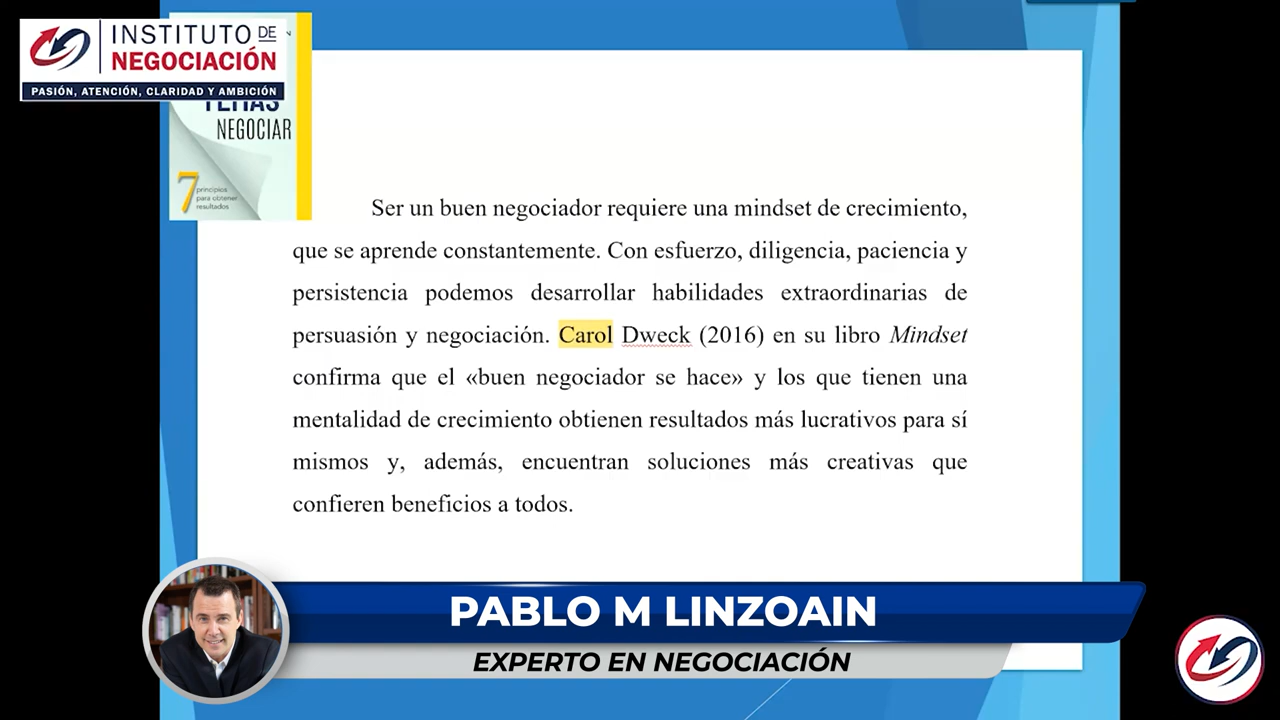 INSTITUTO DE
NEGOCIACIÓN
PASIÓN, ATENCIÓN, CLARIDAD Y AMBICIÓN
NEGOCIAR
7
principios
para obtener
resultados
Ser un buen negociador requiere una mindset de crecimiento,
que se aprende constantemente. Con esfuerzo, diligencia, paciencia y
persistencia podemos desarrollar habilidades extraordinarias de
persuasión y negociación. Carol Dweck (2016) en su libro Mindset
confirma que el «buen negociador se hace» y los que tienen una
mentalidad de crecimiento obtienen resultados más lucrativos para sí
mismos y, además, encuentran soluciones más creativas que
confieren beneficios a todos.
PABLO M LINZOAIN
EXPERTO EN NEGOCIACIÓN